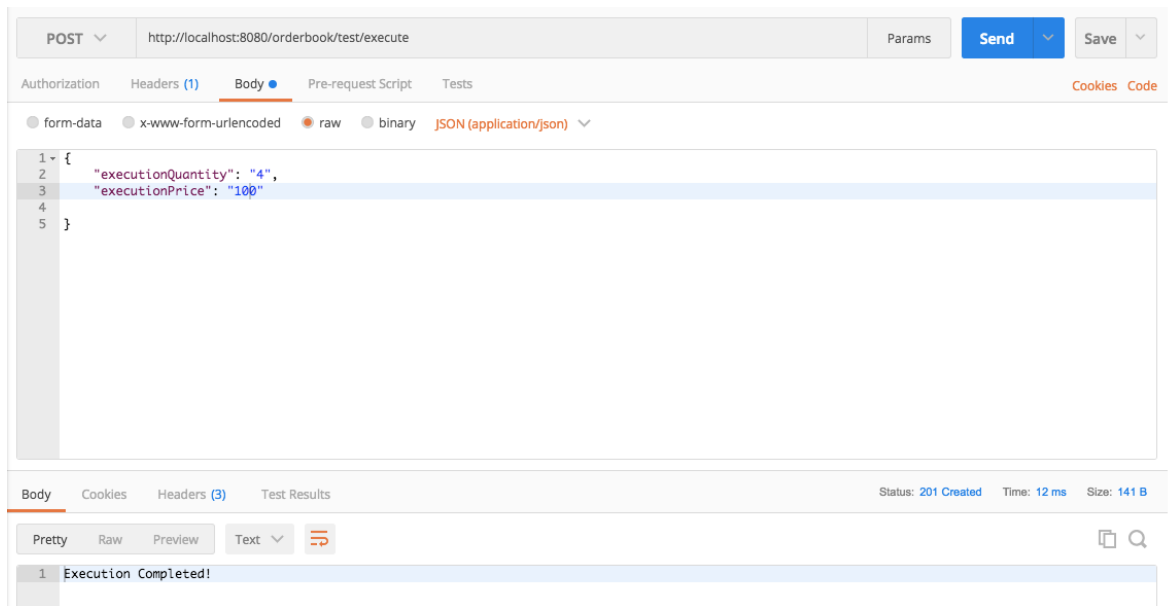 POST http://localhost:8080/orderbook/test/execute Params Send Save
Authorization Headers (1) Body Pre-request Script Tests Cookies Code
form-data x-www-form-urlencoded raw binary JSON (application/json)
1 {
2 "executionQuantity": "4",
3 "executionPrice": "100"
4
5 }
Body Cookies Headers (3) Test Results Status: 201 Created Time: 12 ms Size: 141 B
Pretty Raw Preview Text
1 Execution Completed!